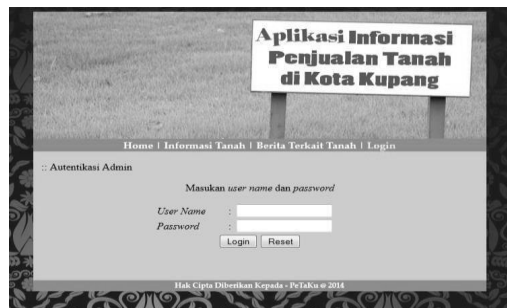 Aplikasi Informasi
Penjualan Tanah
di Kota Kupang
Home | Informasi Tanah | Berita Terkait Tanah | Login
:: Autentikasi Admin
Masukan user name dan password
User Name :
Password :
Login Reset
Hak Cipta Diberikan Kepada - PeTaKu @ 2014